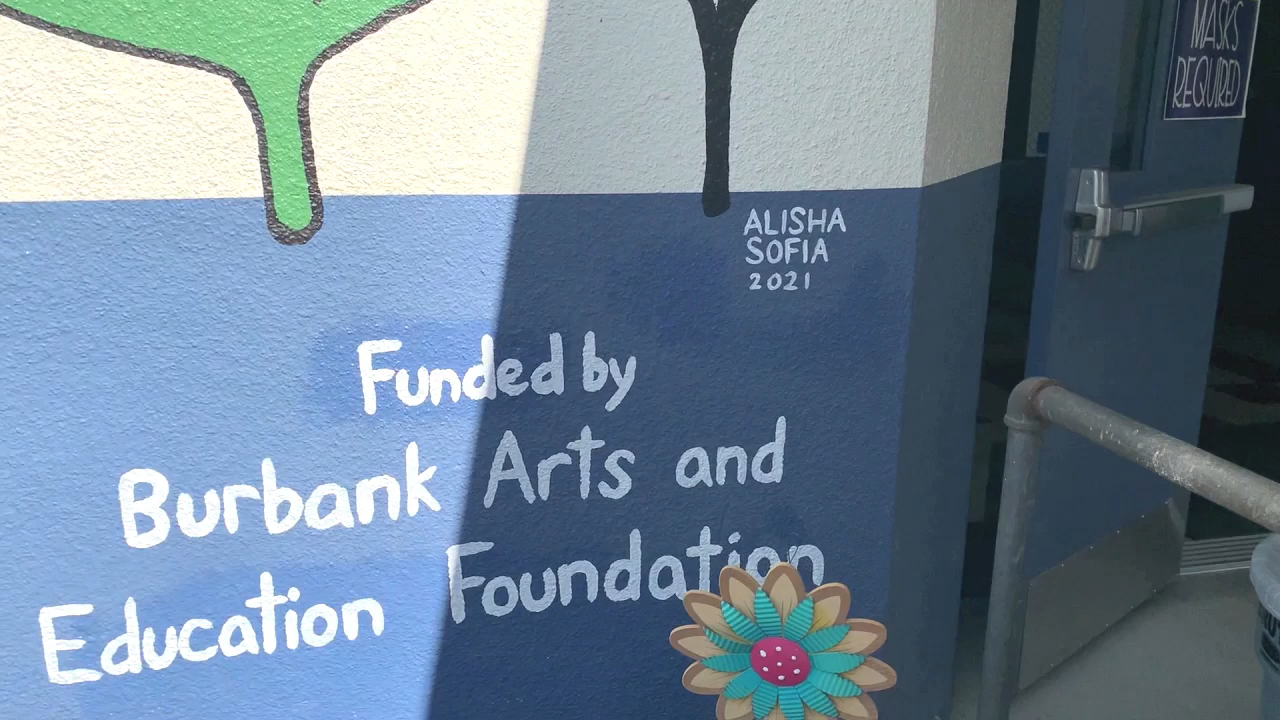 MASKS
REQUIRED
ALISHA
SOFIA
2021
Funded by
Burbank Arts and
Education Foundation